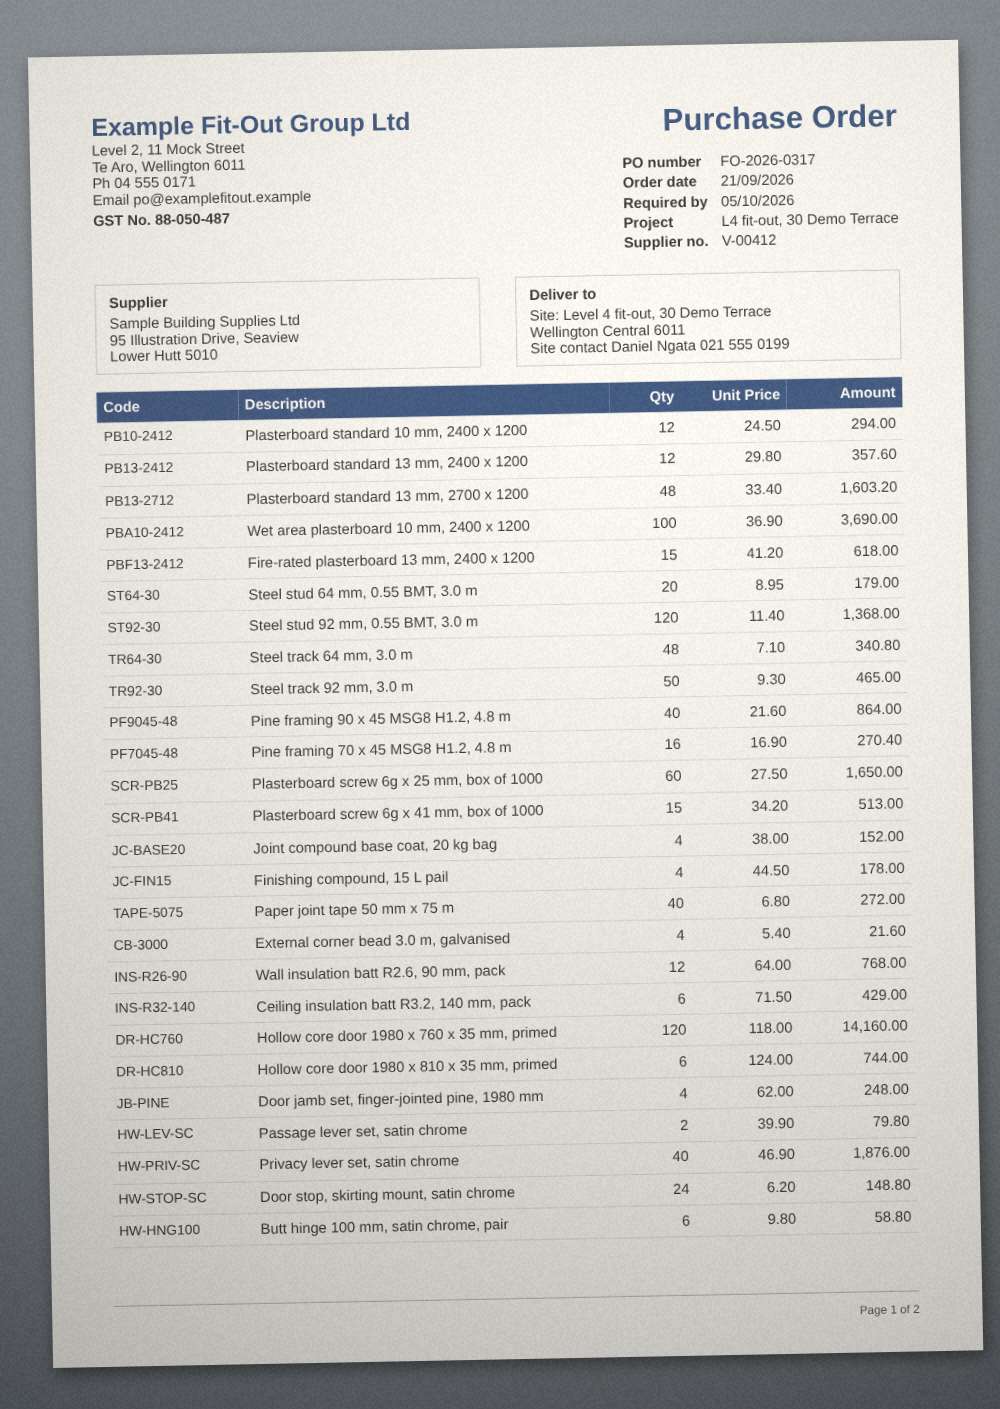 Example Fit-Out Group Ltd
Level 2, 11 Mock Street
Te Aro, Wellington 6011
Ph 04 555 0171
Email po@examplefitout.example
GST No. 88-050-487
Purchase Order
PO number FO-2026-0317
Order date 21/09/2026
Required by 05/10/2026
Project L4 fit-out, 30 Demo Terrace
Supplier no. V-00412
Supplier
Sample Building Supplies Ltd
95 Illustration Drive, Seaview
Lower Hutt 5010
Deliver to
Site: Level 4 fit-out, 30 Demo Terrace
Wellington Central 6011
Site contact Daniel Ngata 021 555 0199
Code Description Qty Unit Price Amount
PB10-2412 Plasterboard standard 10 mm, 2400 x 1200 12 24.50 294.00
PB13-2412 Plasterboard standard 13 mm, 2400 x 1200 12 29.80 357.60
PB13-2712 Plasterboard standard 13 mm, 2700 x 1200 48 33.40 1,603.20
PBA10-2412 Wet area plasterboard 10 mm, 2400 x 1200 100 36.90 3,690.00
PBF13-2412 Fire-rated plasterboard 13 mm, 2400 x 1200 15 41.20 618.00
ST64-30 Steel stud 64 mm, 0.55 BMT, 3.0 m 20 8.95 179.00
ST92-30 Steel stud 92 mm, 0.55 BMT, 3.0 m 120 11.40 1,368.00
TR64-30 Steel track 64 mm, 3.0 m 48 7.10 340.80
TR92-30 Steel track 92 mm, 3.0 m 50 9.30 465.00
PF9045-48 Pine framing 90 x 45 MSG8 H1.2, 4.8 m 40 21.60 864.00
PF7045-48 Pine framing 70 x 45 MSG8 H1.2, 4.8 m 16 16.90 270.40
SCR-PB25 Plasterboard screw 6g x 25 mm, box of 1000 60 27.50 1,650.00
SCR-PB41 Plasterboard screw 6g x 41 mm, box of 1000 15 34.20 513.00
JC-BASE20 Joint compound base coat, 20 kg bag 4 38.00 152.00
JC-FIN15 Finishing compound, 15 L pail 4 44.50 178.00
TAPE-5075 Paper joint tape 50 mm x 75 m 40 6.80 272.00
CB-3000 External corner bead 3.0 m, galvanised 4 5.40 21.60
INS-R26-90 Wall insulation batt R2.6, 90 mm, pack 12 64.00 768.00
INS-R32-140 Ceiling insulation batt R3.2, 140 mm, pack 6 71.50 429.00
DR-HC760 Hollow core door 1980 x 760 x 35 mm, primed 120 118.00 14,160.00
DR-HC810 Hollow core door 1980 x 810 x 35 mm, primed 6 124.00 744.00
JB-PINE Door jamb set, finger-jointed pine, 1980 mm 4 62.00 248.00
HW-LEV-SC Passage lever set, satin chrome 2 39.90 79.80
HW-PRIV-SC Privacy lever set, satin chrome 40 46.90 1,876.00
HW-STOP-SC Door stop, skirting mount, satin chrome 24 6.20 148.80
HW-HNG100 Butt hinge 100 mm, satin chrome, pair 6 9.80 58.80
Page 1 of 2